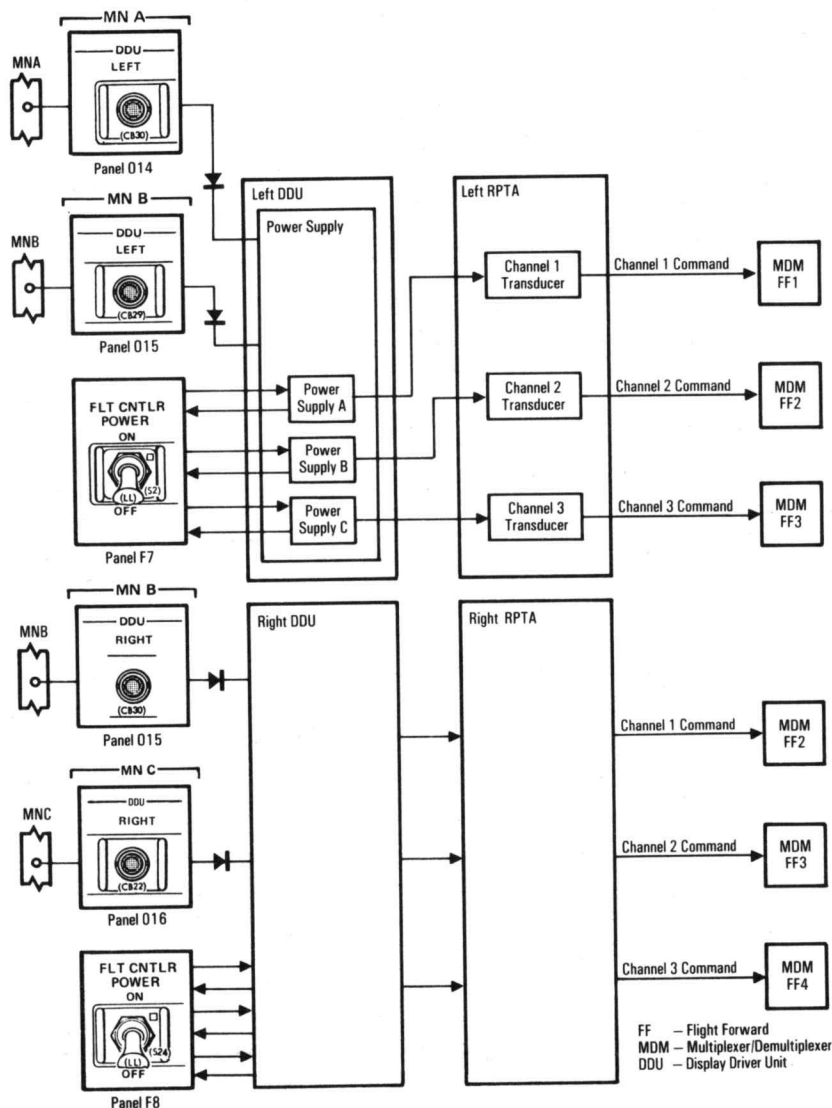 MN A
DDU
LEFT
MNA
(CB30)
Panel O14
MN B
DDU
LEFT
MNB
(CB29)
Panel O15
FLT CNTLR
POWER
ON
(S2)
(LL)
OFF
Panel F7
Left DDU
Power Supply
Power
Supply A
Power
Supply B
Power
Supply C
Left RPTA
Channel 1
Transducer
Channel 2
Transducer
Channel 3
Transducer
Channel 1 Command
Channel 2 Command
Channel 3 Command
MDM
FF1
MDM
FF2
MDM
FF3
MN B
DDU
RIGHT
MNB
(CB30)
Panel O15
MN C
DDU
RIGHT
MNC
(CB22)
Panel O16
FLT CNTLR
POWER
ON
(S24)
(LL)
OFF
Panel F8
Right DDU
Right RPTA
Channel 1 Command
Channel 2 Command
Channel 3 Command
MDM
FF2
MDM
FF3
MDM
FF4
FF – Flight Forward
MDM – Multiplexer/Demultiplexer
DDU – Display Driver Unit